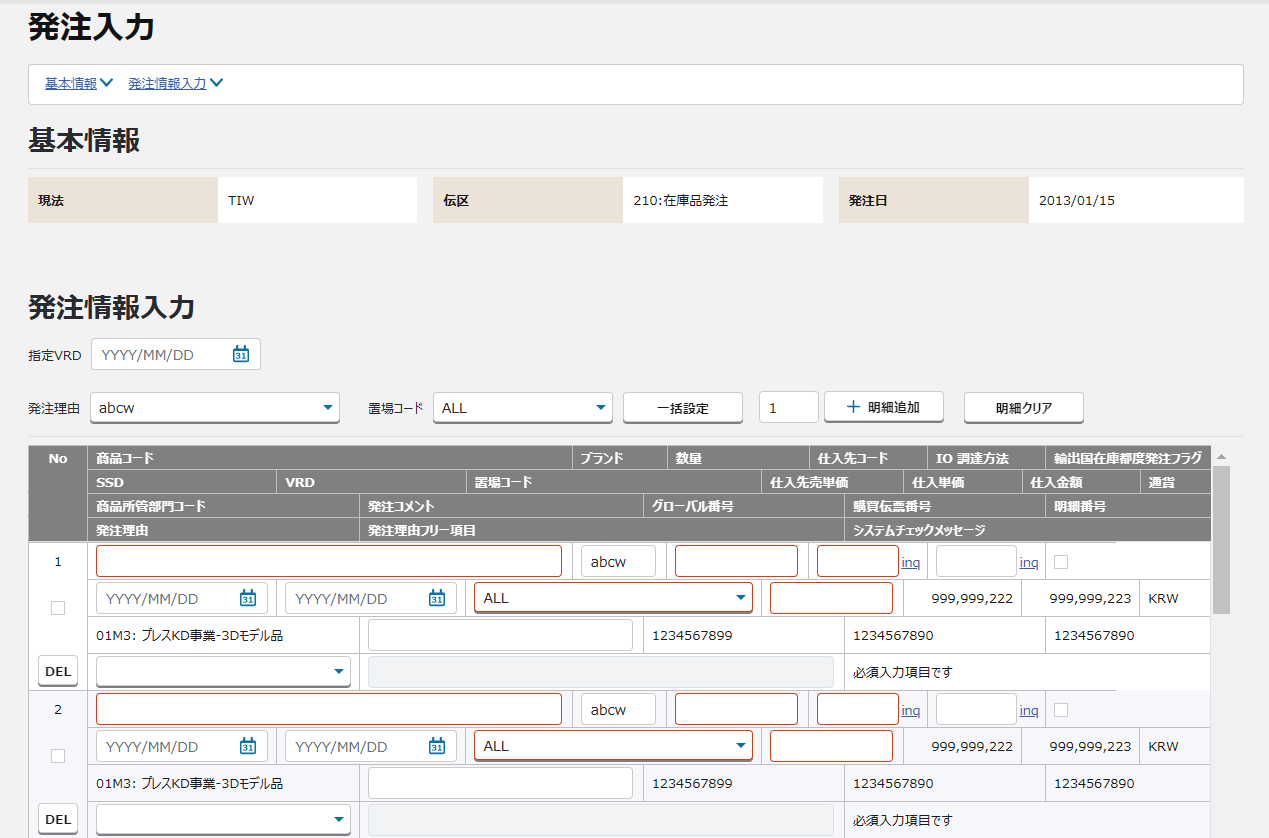 発注入力
基本情報 発注情報入力
基本情報
現法 TIW 伝区 210:在庫品発注 発注日 2013/01/15
発注情報入力
指定VRD YYYY/MM/DD 31
発注理由 abcw 置場コード ALL 一括設定 1 明細追加 明細クリア
No 商品コード ブランド 数量 仕入先コード IO 調達方法 輸出国在庫都度発注フラグ
SSD VRD 置場コード 仕入先売単価 仕入単価 仕入金額 通貨
商品所管部門コード 発注コメント グローバル番号 購買伝票番号 明細番号
発注理由 発注理由フリー項目 システムチェックメッセージ
1 abcw inq inq
YYYY/MM/DD 31 YYYY/MM/DD 31 ALL 999,999,222 999,999,223 KRW
01M3: プレスKD事業-3Dモデル品 1234567899 1234567890 1234567890
DEL 必須入力項目です
2 abcw inq inq
YYYY/MM/DD 31 YYYY/MM/DD 31 ALL 999,999,222 999,999,223 KRW
01M3: プレスKD事業-3Dモデル品 1234567899 1234567890 1234567890
DEL 必須入力項目です